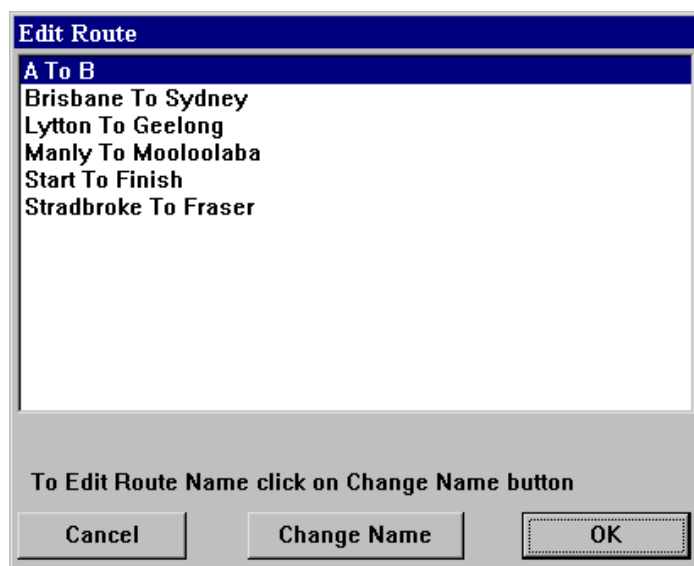 Edit Route
A To B
Brisbane To Sydney
Lytton To Geelong
Manly To Mooloolaba
Start To Finish
Stradbroke To Fraser
To Edit Route Name click on Change Name button
Cancel
Change Name
OK